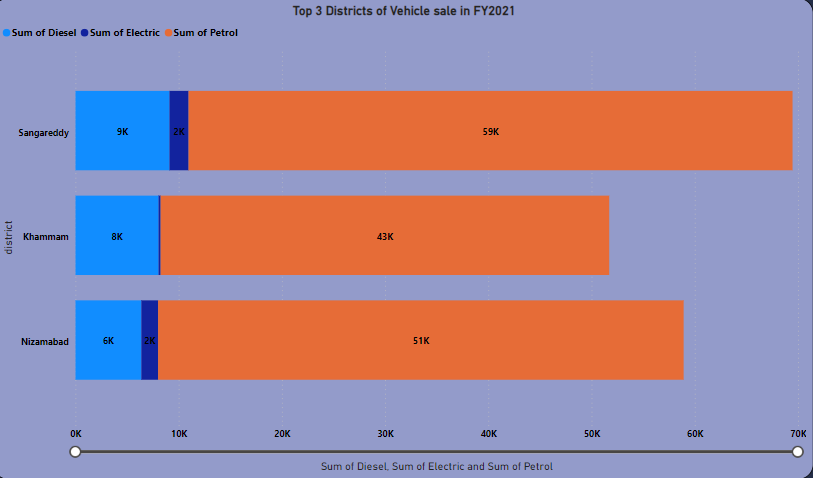 Top 3 Districts of Vehicle sale in FY2021
Sum of Diesel Sum of Electric Sum of Petrol
district
Sangareddy 9K 2K 59K
Khammam 8K 43K
Nizamabad 6K 2K 51K
0K 10K 20K 30K 40K 50K 60K 70K
Sum of Diesel, Sum of Electric and Sum of Petrol